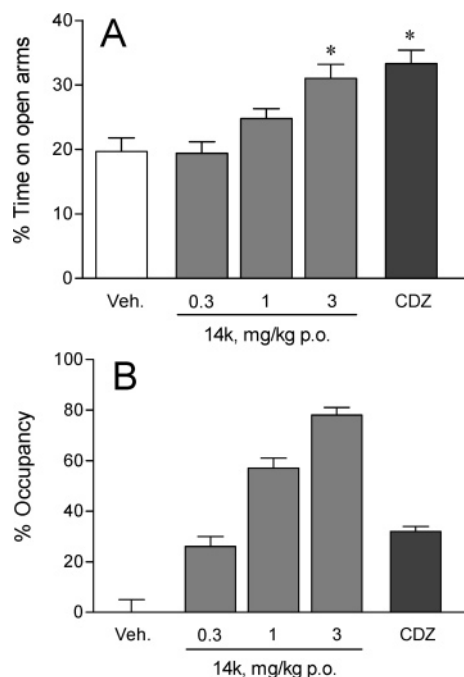 A
% Time on open arms
40
30
20
10
0
* *
Veh. 0.3 1 3 CDZ
14k, mg/kg p.o.
B
% Occupancy
100
80
60
40
20
0
Veh. 0.3 1 3 CDZ
14k, mg/kg p.o.